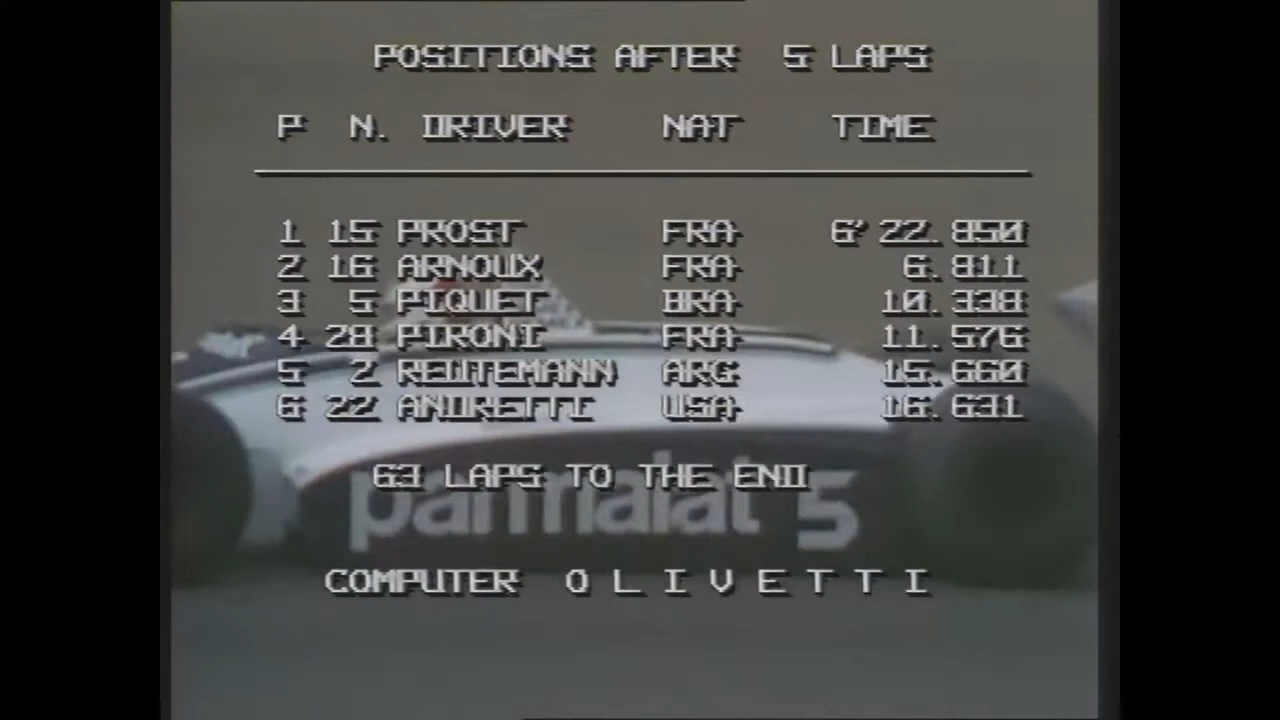 POSITIONS AFTER 5 LAPS
P N. DRIVER NAT TIME
1 15 PROST FRA 6'22.850
2 16 ARNOUX FRA 6.811
3 5 PIQUET BRA 10.338
4 28 PIRONI FRA 11.576
5 2 REUTEMANN ARG 15.660
6 22 ANDRETTI USA 16.631
63 LAPS TO THE END
parmalat 5
COMPUTER OLIVETTI